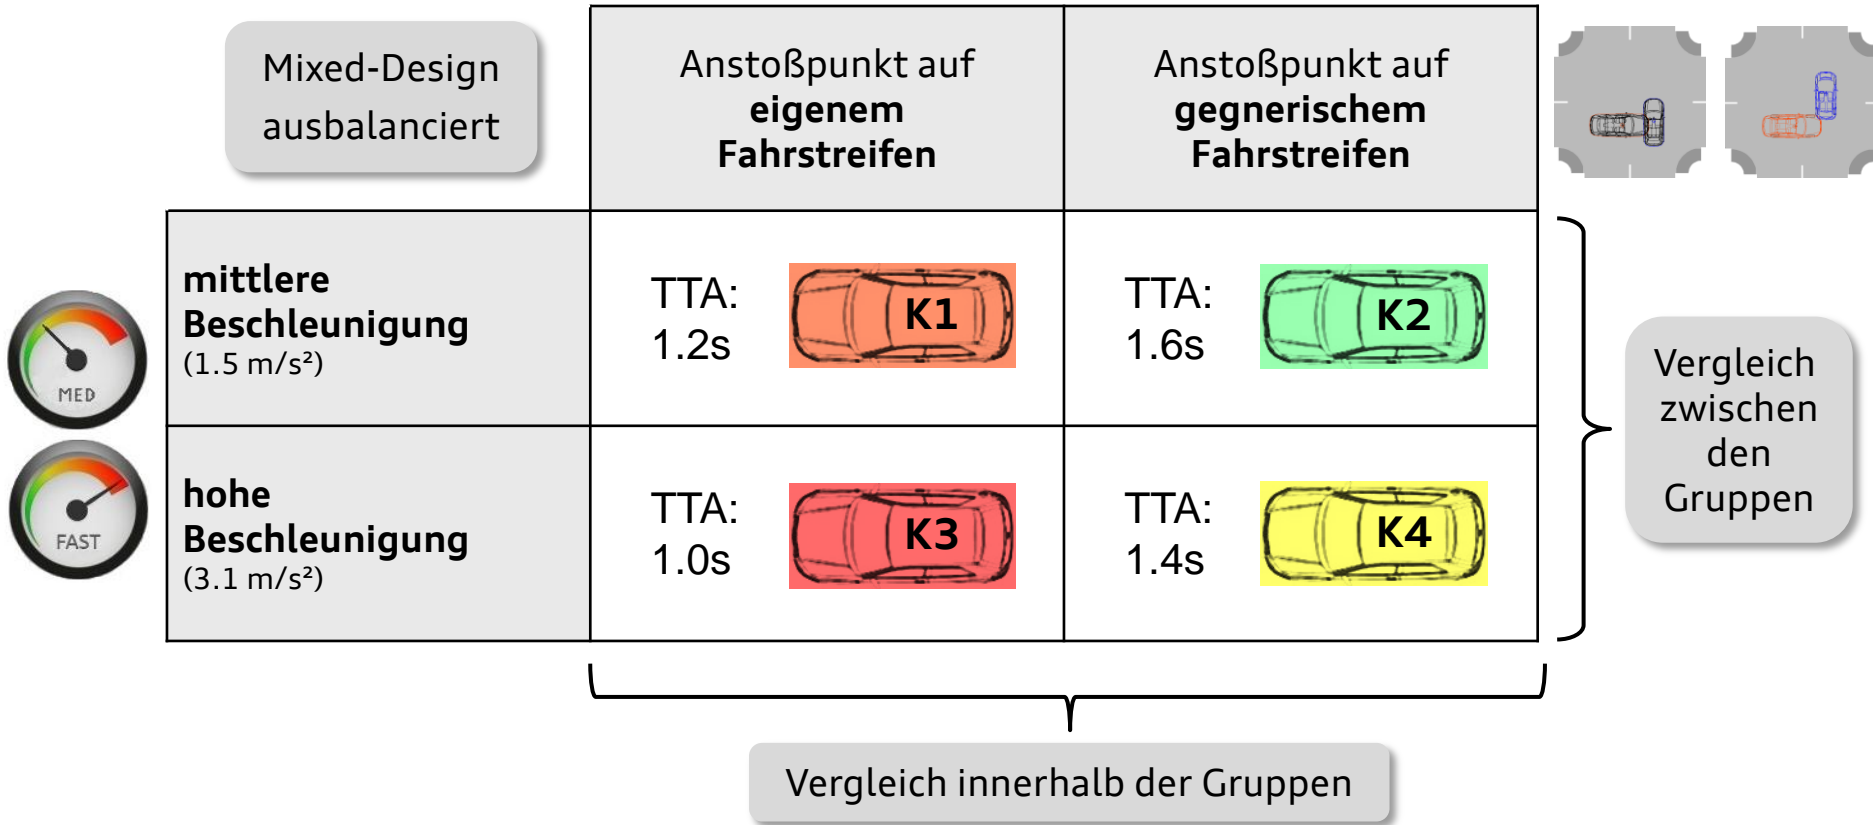 Mixed-Design
ausbalanciert
Anstoßpunkt auf
eigenem
Fahrstreifen
Anstoßpunkt auf
gegnerischem
Fahrstreifen
MED
mittlere
Beschleunigung
(1.5 m/s²)
TTA:
1.2s
K1
TTA:
1.6s
K2
FAST
hohe
Beschleunigung
(3.1 m/s²)
TTA:
1.0s
K3
TTA:
1.4s
K4
Vergleich
zwischen
den
Gruppen
Vergleich innerhalb der Gruppen